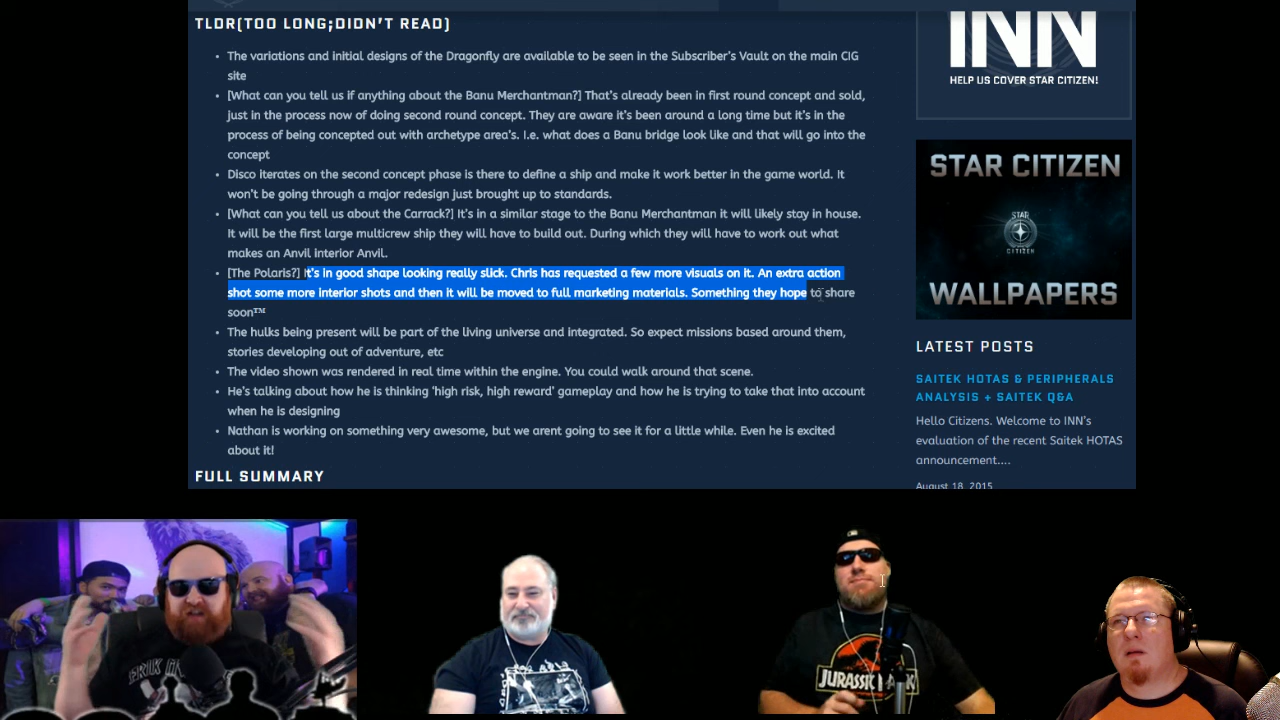 TLDR(TOO LONG;DIDN'T READ)
• The variations and initial designs of the Dragonfly are available to be seen in the Subscriber's Vault on the main CIG
site
• [What can you tell us if anything about the Banu Merchantman?] That's already been in first round concept and sold,
just in the process now of doing second round concept. They are aware it's been around a long time but it's in the
process of being concepted out with archetype area's. I.e. what does a Banu bridge look like and that will go into the
concept
• Disco iterates on the second concept phase is there to define a ship and make it work better in the game world. It
won't be going through a major redesign just brought up to standards.
• [What can you tell us about the Carrack?] It's in a similar stage to the Banu Merchantman it will likely stay in house.
It will be the first large multicrew ship they will have to build out. During which they will have to work out what
makes an Anvil interior Anvil.
• [The Polaris?] It's in good shape looking really slick. Chris has requested a few more visuals on it. An extra action
shot some more interior shots and then it will be moved to full marketing materials. Something they hope to share
soon™
• The hulks being present will be part of the living universe and integrated. So expect missions based around them,
stories developing out of adventure, etc
• The video shown was rendered in real time within the engine. You could walk around that scene.
• He's talking about how he is thinking 'high risk, high reward' gameplay and how he is trying to take that into account
when he is designing
• Nathan is working on something very awesome, but we arent going to see it for a little while. Even he is excited
about it!
FULL SUMMARY
INN
HELP US COVER STAR CITIZEN!
STAR CITIZEN
STAR
CITIZEN
WALLPAPERS
LATEST POSTS
SAITEK HOTAS & PERIPHERALS
ANALYSIS + SAITEK Q&A
Hello Citizens. Welcome to INN's
evaluation of the recent Saitek HOTAS
announcement....
August 18, 2015
ERIK
JURASSIC PARK